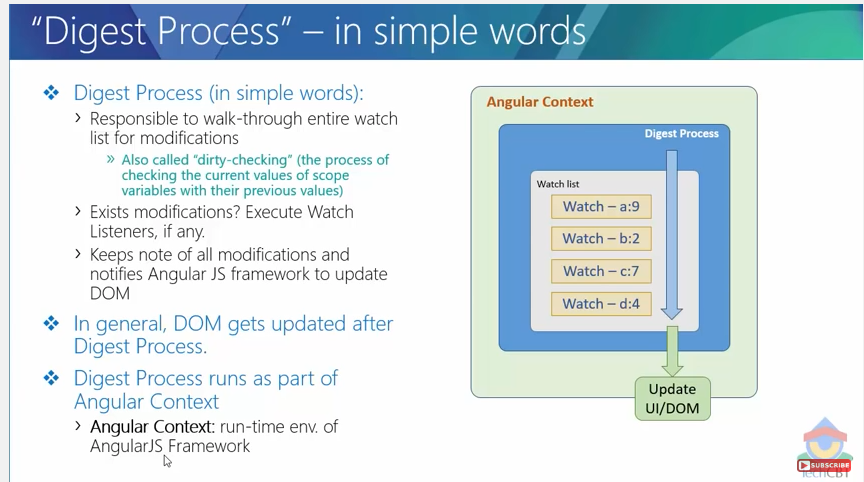 “Digest Process” – in simple words
Digest Process (in simple words):
Responsible to walk-through entire watch
list for modifications
Also called “dirty-checking” (the process of
checking the current values of scope
variables with their previous values)
Exists modifications? Execute Watch
Listeners, if any.
Keeps note of all modifications and
notifies Angular JS framework to update
DOM
In general, DOM gets updated after
Digest Process.
Digest Process runs as part of
Angular Context
Angular Context: run-time env. of
AngularJS Framework
Angular Context
Digest Process
Watch list
Watch – a:9
Watch – b:2
Watch – c:7
Watch – d:4
Update
UI/DOM
SUBSCRIBE
TechCBT